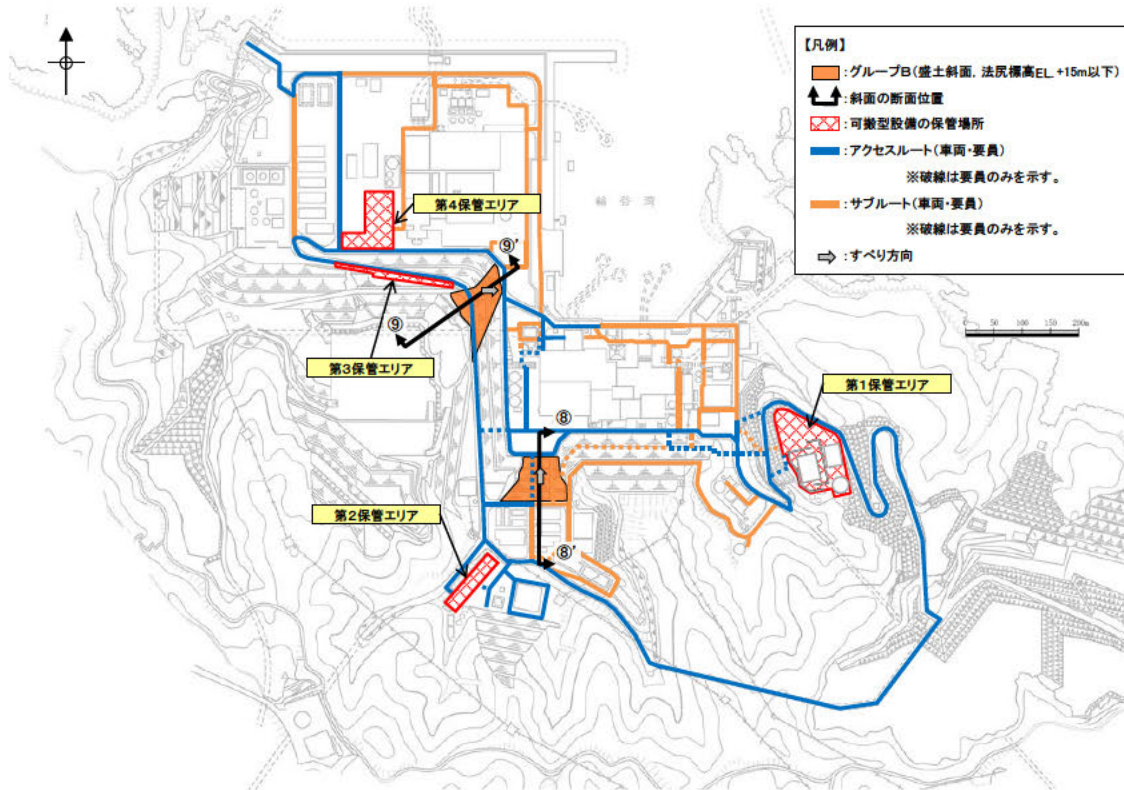 【凡例】
:グループB(盛土斜面，法尻標高EL +15m以下)
:斜面の断面位置
:可搬型設備の保管場所
:アクセスルート(車両・要員)
※破線は要員のみを示す。
:サブルート(車両・要員)
※破線は要員のみを示す。
:すべり方向
0 50 100 150 200m
第4保管エリア
輪谷湾
⑨'
⑨
第3保管エリア
第1保管エリア
⑧
第2保管エリア
⑧'